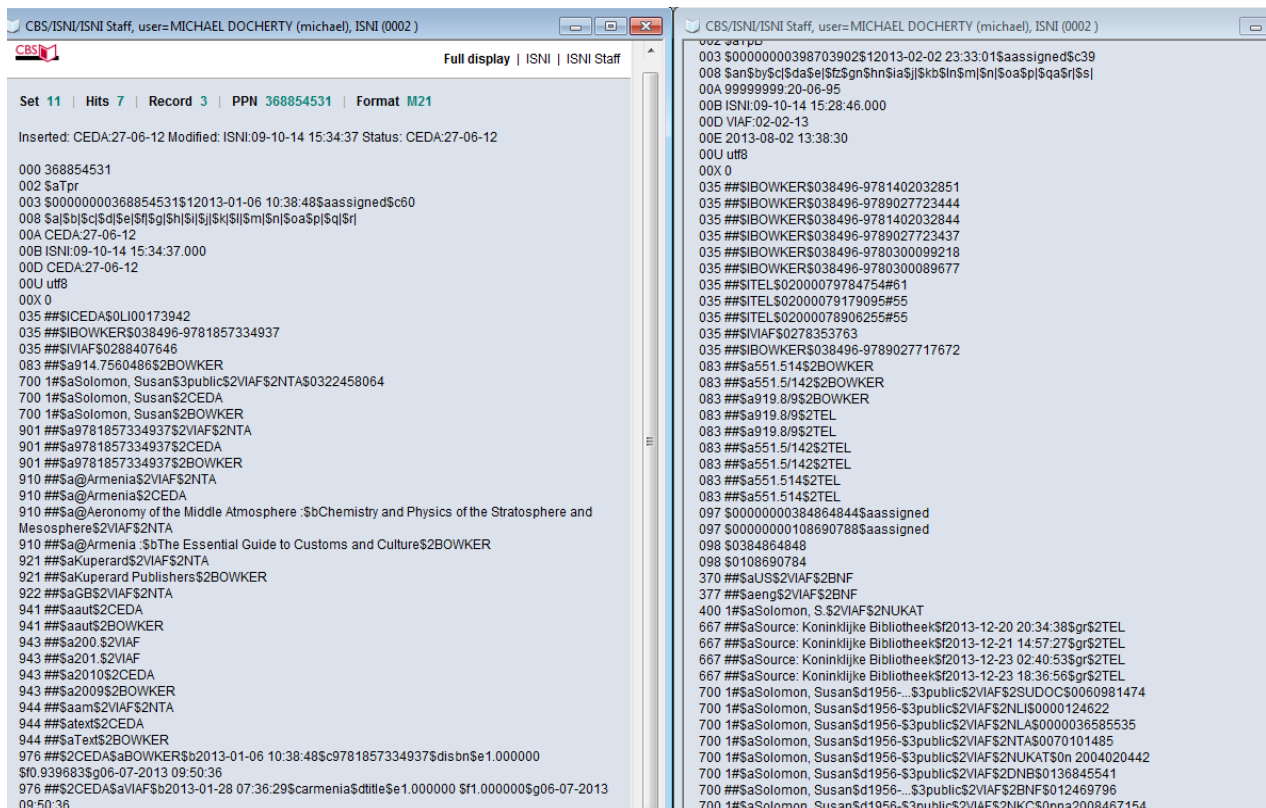 CBS/ISNI/ISNI Staff, user=MICHAEL DOCHERTY (michael), ISNI (0002 )
CBS
Full display | ISNI | ISNI Staff
Set 11 | Hits 7 | Record 3 | PPN 368854531 | Format M21
Inserted: CEDA:27-06-12 Modified: ISNI:09-10-14 15:34:37 Status: CEDA:27-06-12
000 368854531
002 $aTpr
003 $00000000368854531$12013-01-06 10:38:48$aassigned$c60
008 $a|$b|$c|$d|$e|$f|$g|$h|$i|$j|$k|$l|$m|$n|$oa$p|$q|$r|
00A CEDA:27-06-12
00B ISNI:09-10-14 15:34:37.000
00D CEDA:27-06-12
00U utf8
00X 0
035 ##$ICEDA$0LI00173942
035 ##$IBOWKER$038496-9781857334937
035 ##$IVIAF$0288407646
083 ##$a914.7560486$2BOWKER
700 1#$aSolomon, Susan$3public$2VIAF$2NTA$0322458064
700 1#$aSolomon, Susan$2CEDA
700 1#$aSolomon, Susan$2BOWKER
901 ##$a9781857334937$2VIAF$2NTA
901 ##$a9781857334937$2CEDA
901 ##$a9781857334937$2BOWKER
910 ##$a@Armenia$2VIAF$2NTA
910 ##$a@Armenia$2CEDA
910 ##$a@Aeronomy of the Middle Atmosphere :$bChemistry and Physics of the Stratosphere and
Mesosphere$2VIAF$2NTA
910 ##$a@Armenia :$bThe Essential Guide to Customs and Culture$2BOWKER
921 ##$aKuperard$2VIAF$2NTA
921 ##$aKuperard Publishers$2BOWKER
922 ##$aGB$2VIAF$2NTA
941 ##$aaut$2CEDA
941 ##$aaut$2BOWKER
943 ##$a200.$2VIAF
943 ##$a201.$2VIAF
943 ##$a2010$2CEDA
943 ##$a2009$2BOWKER
944 ##$aam$2VIAF$2NTA
944 ##$atext$2CEDA
944 ##$aText$2BOWKER
976 ##$2CEDA$aBOWKER$b2013-01-06 10:38:48$c9781857334937$disbn$e1.000000
$f0.939683$g06-07-2013 09:50:36
976 ##$2CEDA$aVIAF$b2013-01-28 07:36:29$carmenia$dtitle$e1.000000 $f1.000000$g06-07-2013
09:50:36
CBS/ISNI/ISNI Staff, user=MICHAEL DOCHERTY (michael), ISNI (0002 )
002 $aTpB
003 $0000000398703902$12013-02-02 23:33:01$aassigned$c39
008 $an$by$c|$da$e|$fz$gn$hn$ia$j|$kb$ln$m|$n|$oa$p|$qa$r|$s|
00A 99999999:20-06-95
00B ISNI:09-10-14 15:28:46.000
00D VIAF:02-02-13
00E 2013-08-02 13:38:30
00U utf8
00X 0
035 ##$IBOWKER$038496-9781402032851
035 ##$IBOWKER$038496-9789027723444
035 ##$IBOWKER$038496-9781402032844
035 ##$IBOWKER$038496-9789027723437
035 ##$IBOWKER$038496-9780300099218
035 ##$IBOWKER$038496-9780300089677
035 ##$ITEL$02000079784754#61
035 ##$ITEL$02000079179095#55
035 ##$ITEL$02000078906255#55
035 ##$IVIAF$0278353763
035 ##$IBOWKER$038496-9789027717672
083 ##$a551.514$2BOWKER
083 ##$a551.5/142$2BOWKER
083 ##$a919.8/9$2BOWKER
083 ##$a919.8/9$2TEL
083 ##$a919.8/9$2TEL
083 ##$a551.5/142$2TEL
083 ##$a551.5/142$2TEL
083 ##$a551.514$2TEL
083 ##$a551.514$2TEL
097 $00000000384864844$aassigned
097 $00000000108690788$aassigned
098 $0384864848
098 $0108690784
370 ##$aUS$2VIAF$2BNF
377 ##$aeng$2VIAF$2BNF
400 1#$aSolomon, S.$2VIAF$2NUKAT
667 ##$aSource: Koninklijke Bibliotheek$f2013-12-20 20:34:38$gr$2TEL
667 ##$aSource: Koninklijke Bibliotheek$f2013-12-21 14:57:27$gr$2TEL
667 ##$aSource: Koninklijke Bibliotheek$f2013-12-23 02:40:53$gr$2TEL
667 ##$aSource: Koninklijke Bibliotheek$f2013-12-23 18:36:56$gr$2TEL
700 1#$aSolomon, Susan$d1956-...$3public$2VIAF$2SUDOC$0060981474
700 1#$aSolomon, Susan$d1956-$3public$2VIAF$2NLI$0000124622
700 1#$aSolomon, Susan$d1956-$3public$2VIAF$2NLA$0000036585535
700 1#$aSolomon, Susan$d1956-$3public$2VIAF$2NTA$0070101485
700 1#$aSolomon, Susan$d1956-$3public$2VIAF$2NUKAT$0n 2004020442
700 1#$aSolomon, Susan$d1956-$3public$2VIAF$2DNB$0136845541
700 1#$aSolomon, Susan$d1956-...$3public$2VIAF$2BNF$012469796
700 1#$aSolomon, Susan$d1956-$3public$2VIAF$2NKC$0pna2008467154